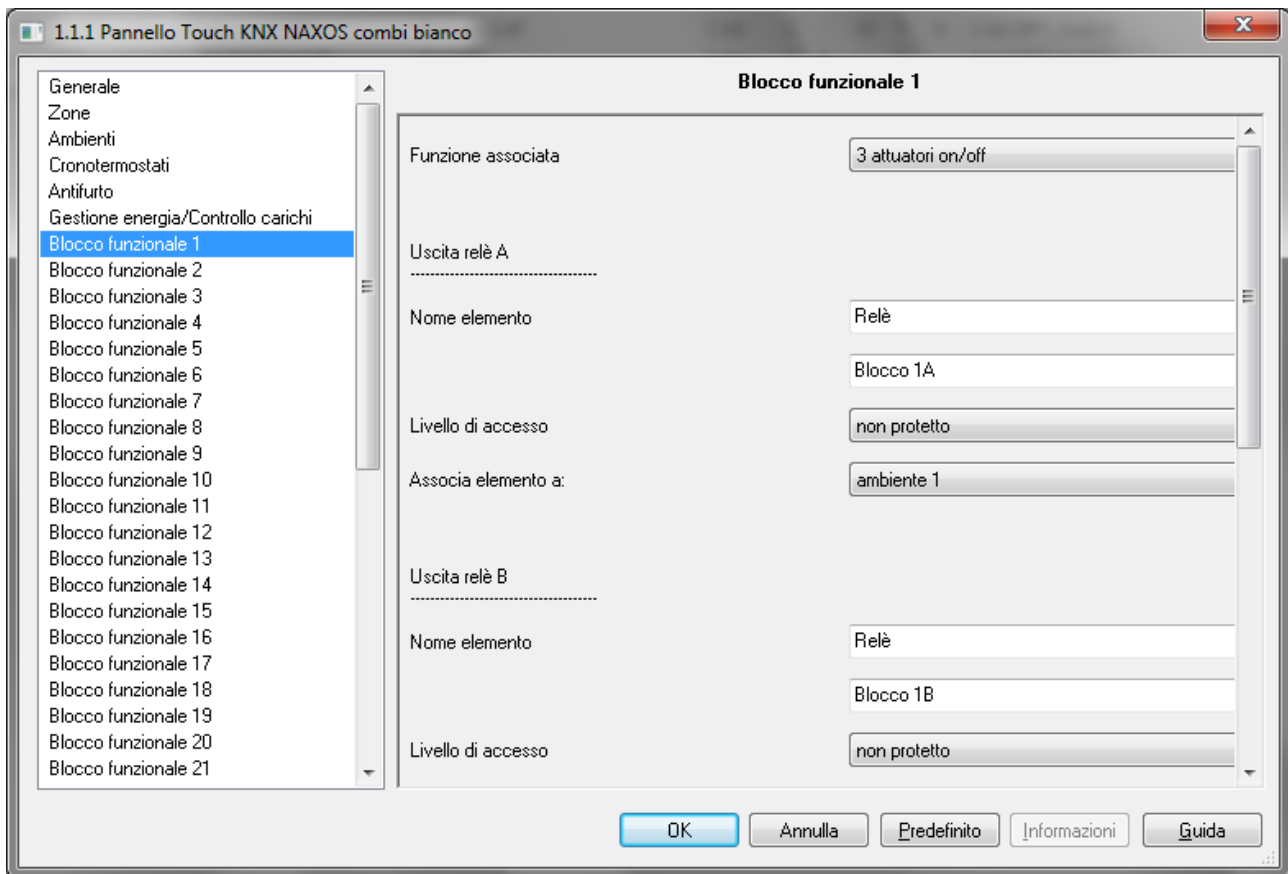 1.1.1 Pannello Touch KNX NAXOS combi bianco
Generale
Zone
Ambienti
Cronotermostati
Antifurto
Gestione energia/Controllo carichi
Blocco funzionale 1
Blocco funzionale 2
Blocco funzionale 3
Blocco funzionale 4
Blocco funzionale 5
Blocco funzionale 6
Blocco funzionale 7
Blocco funzionale 8
Blocco funzionale 9
Blocco funzionale 10
Blocco funzionale 11
Blocco funzionale 12
Blocco funzionale 13
Blocco funzionale 14
Blocco funzionale 15
Blocco funzionale 16
Blocco funzionale 17
Blocco funzionale 18
Blocco funzionale 19
Blocco funzionale 20
Blocco funzionale 21
Blocco funzionale 1
Funzione associata 3 attuatori on/off
Uscita relè A
--------------------------------------
Nome elemento Relè
Blocco 1A
Livello di accesso non protetto
Associa elemento a: ambiente 1
Uscita relè B
--------------------------------------
Nome elemento Relè
Blocco 1B
Livello di accesso non protetto
OK Annulla Predefinito Informazioni Guida